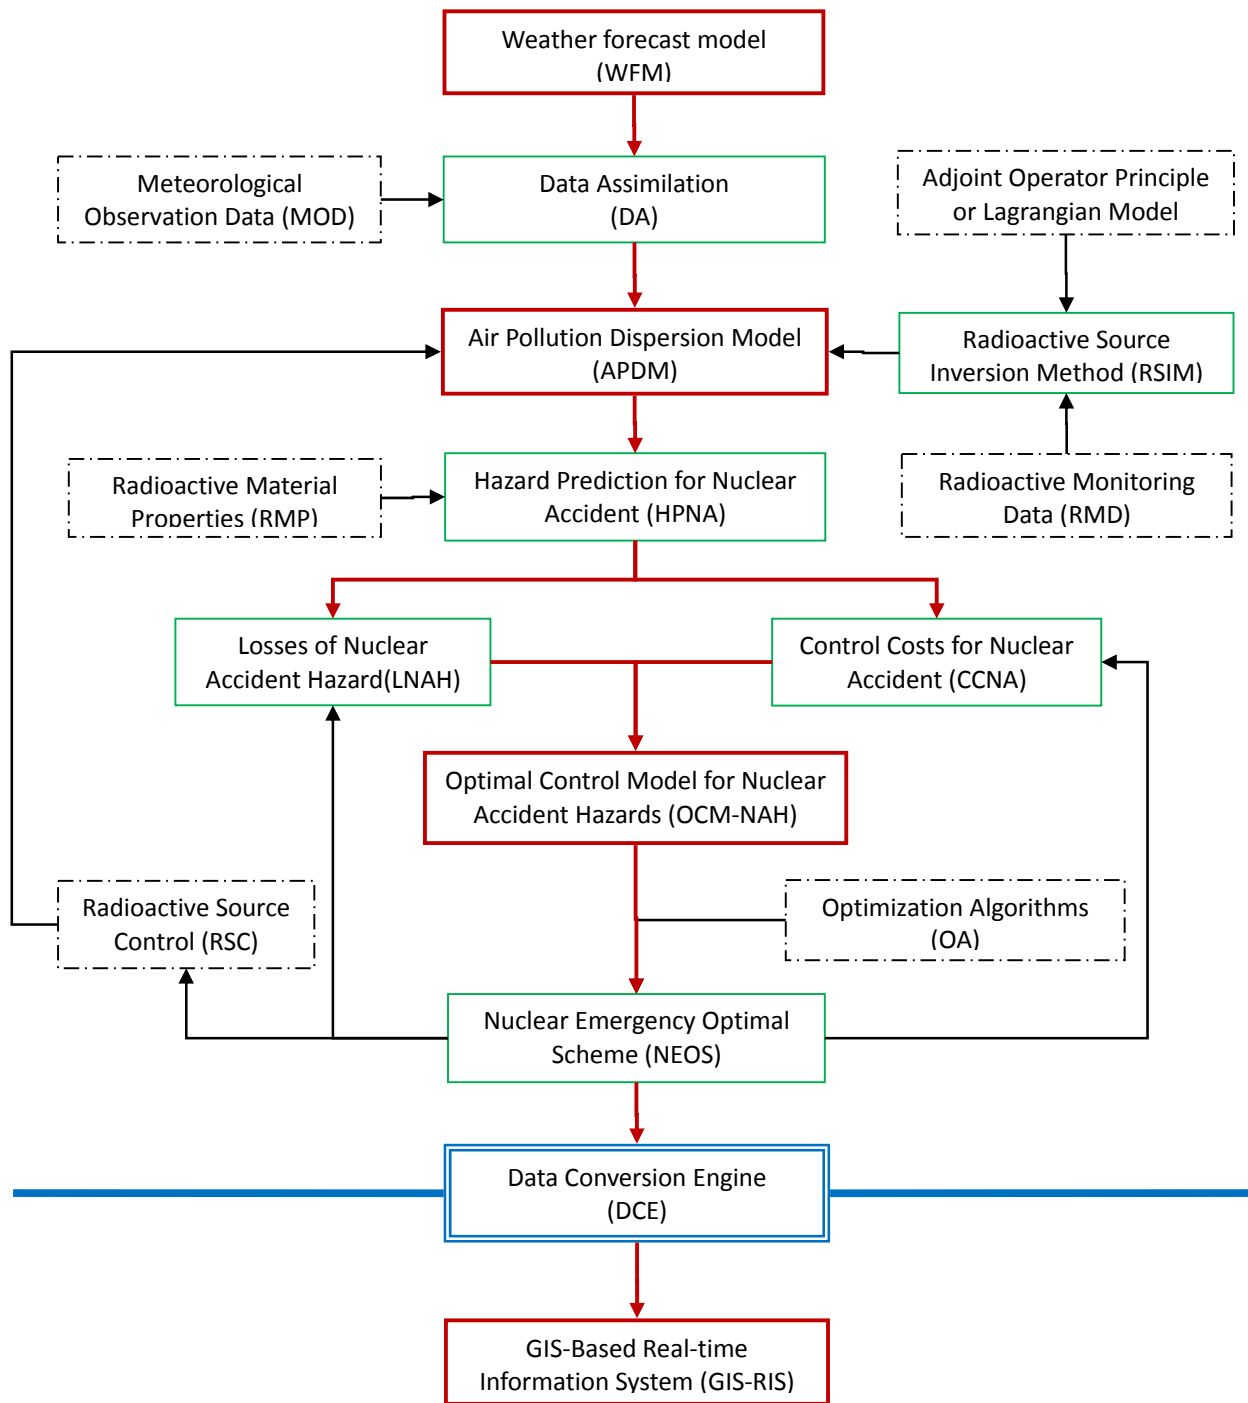 Weather forecast model
(WFM)
Meteorological
Observation Data (MOD)
Data Assimilation
(DA)
Adjoint Operator Principle
or Lagrangian Model
Air Pollution Dispersion Model
(APDM)
Radioactive Source
Inversion Method (RSIM)
Radioactive Material
Properties (RMP)
Hazard Prediction for Nuclear
Accident (HPNA)
Radioactive Monitoring
Data (RMD)
Losses of Nuclear
Accident Hazard(LNAH)
Control Costs for Nuclear
Accident (CCNA)
Optimal Control Model for Nuclear
Accident Hazards (OCM-NAH)
Radioactive Source
Control (RSC)
Optimization Algorithms
(OA)
Nuclear Emergency Optimal
Scheme (NEOS)
Data Conversion Engine
(DCE)
GIS-Based Real-time
Information System (GIS-RIS)